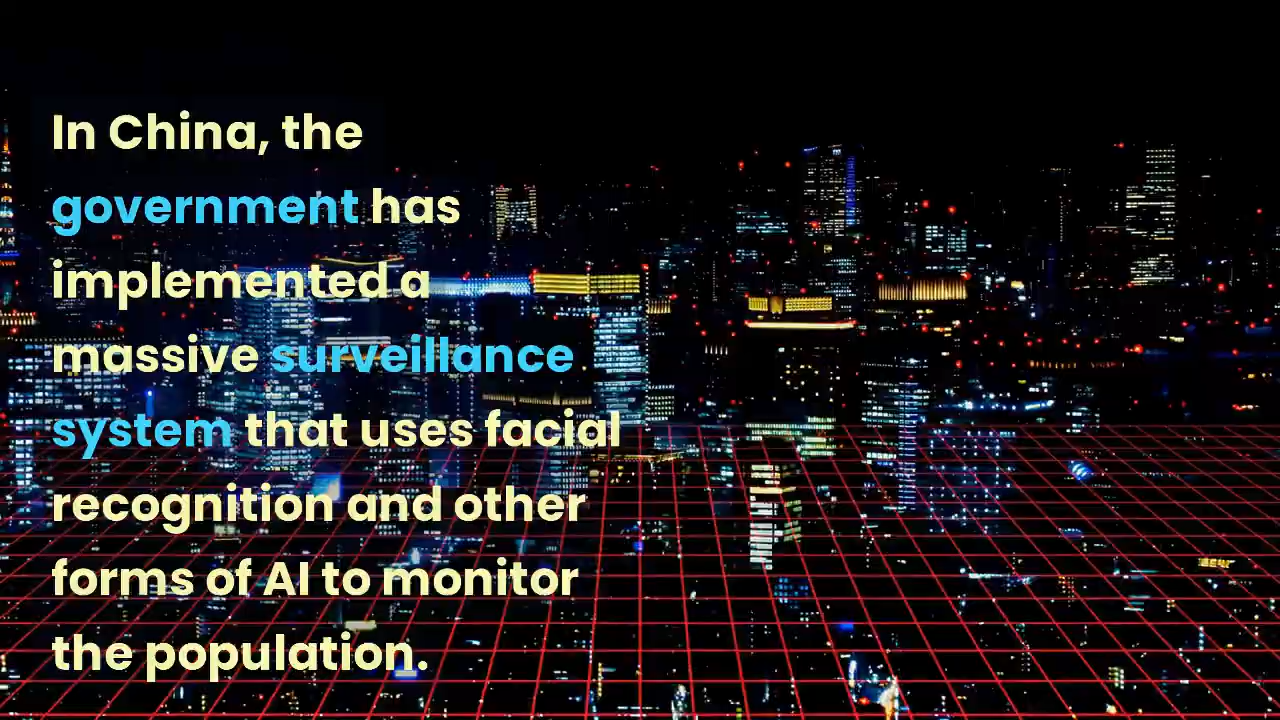 In China, the
government has
implemented a
massive surveillance
system that uses facial
recognition and other
forms of AI to monitor
the population.